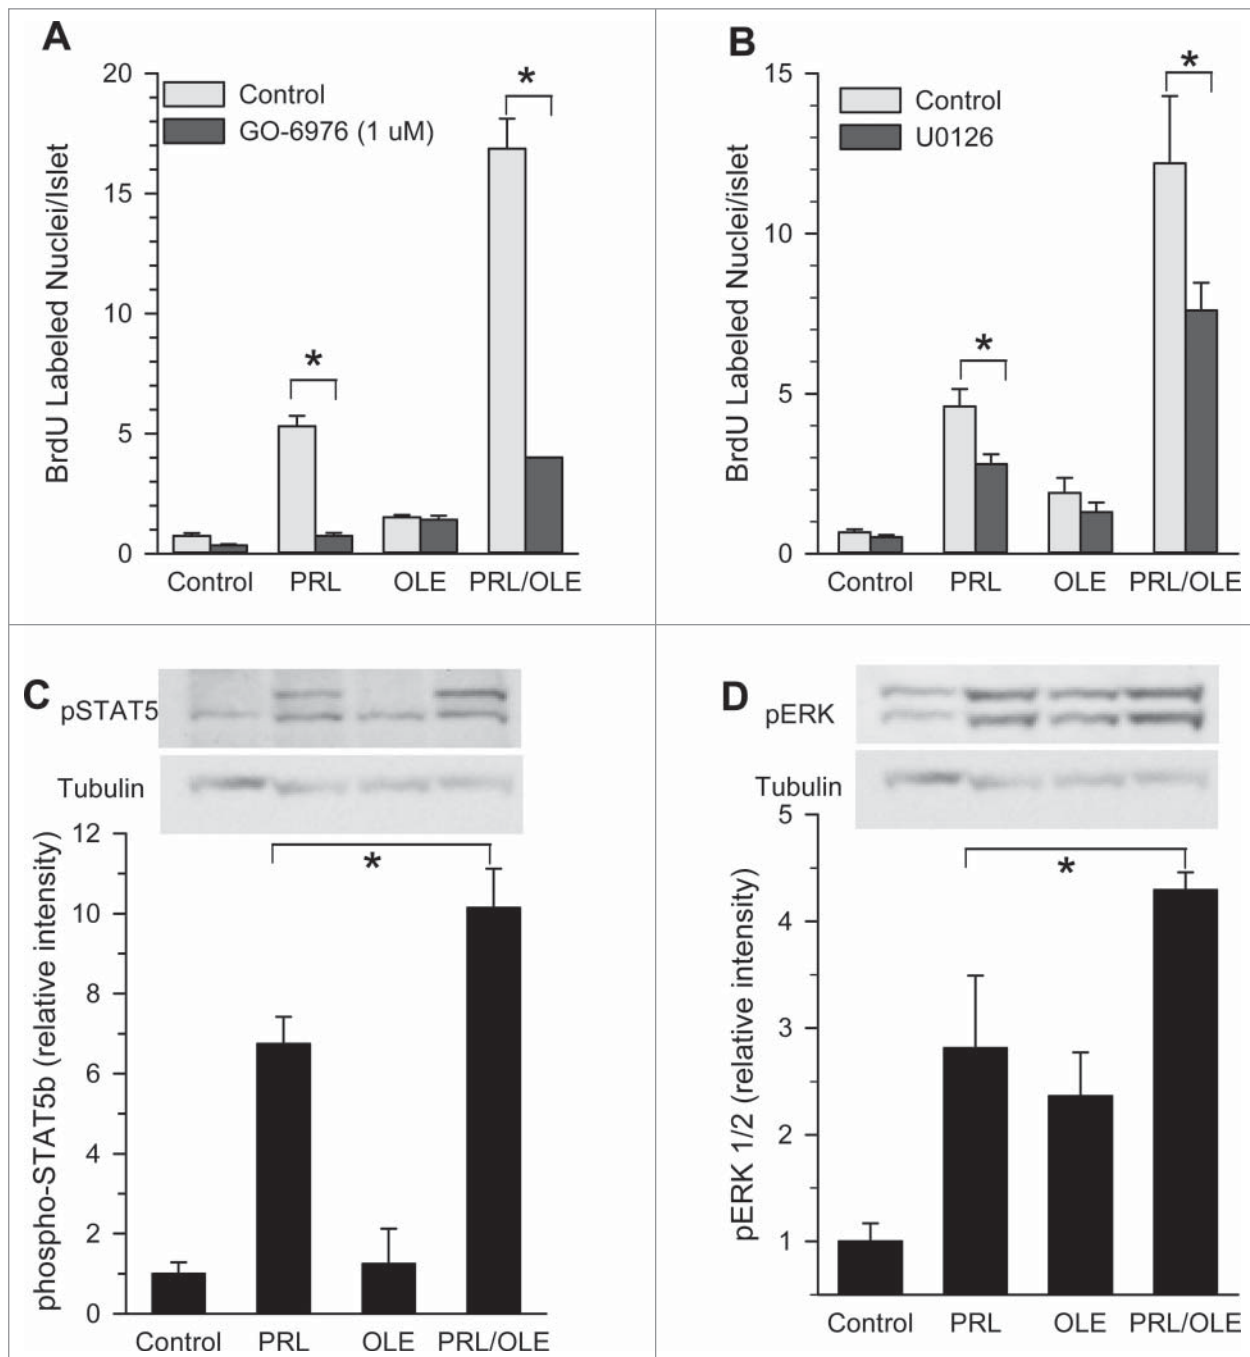 A
BrdU Labeled Nuclei/Islet
20
15
10
5
0
Control
GO-6976 (1 uM)
*
*
Control PRL OLE PRL/OLE
B
BrdU Labeled Nuclei/islet
15
10
5
0
Control
U0126
*
*
Control PRL OLE PRL/OLE
C
pSTAT5
Tubulin
phospho-STAT5b (relative intensity)
12
10
8
6
4
2
0
*
Control PRL OLE PRL/OLE
D
pERK
Tubulin
pERK 1/2 (relative intensity)
5
4
3
2
1
*
Control PRL OLE PRL/OLE